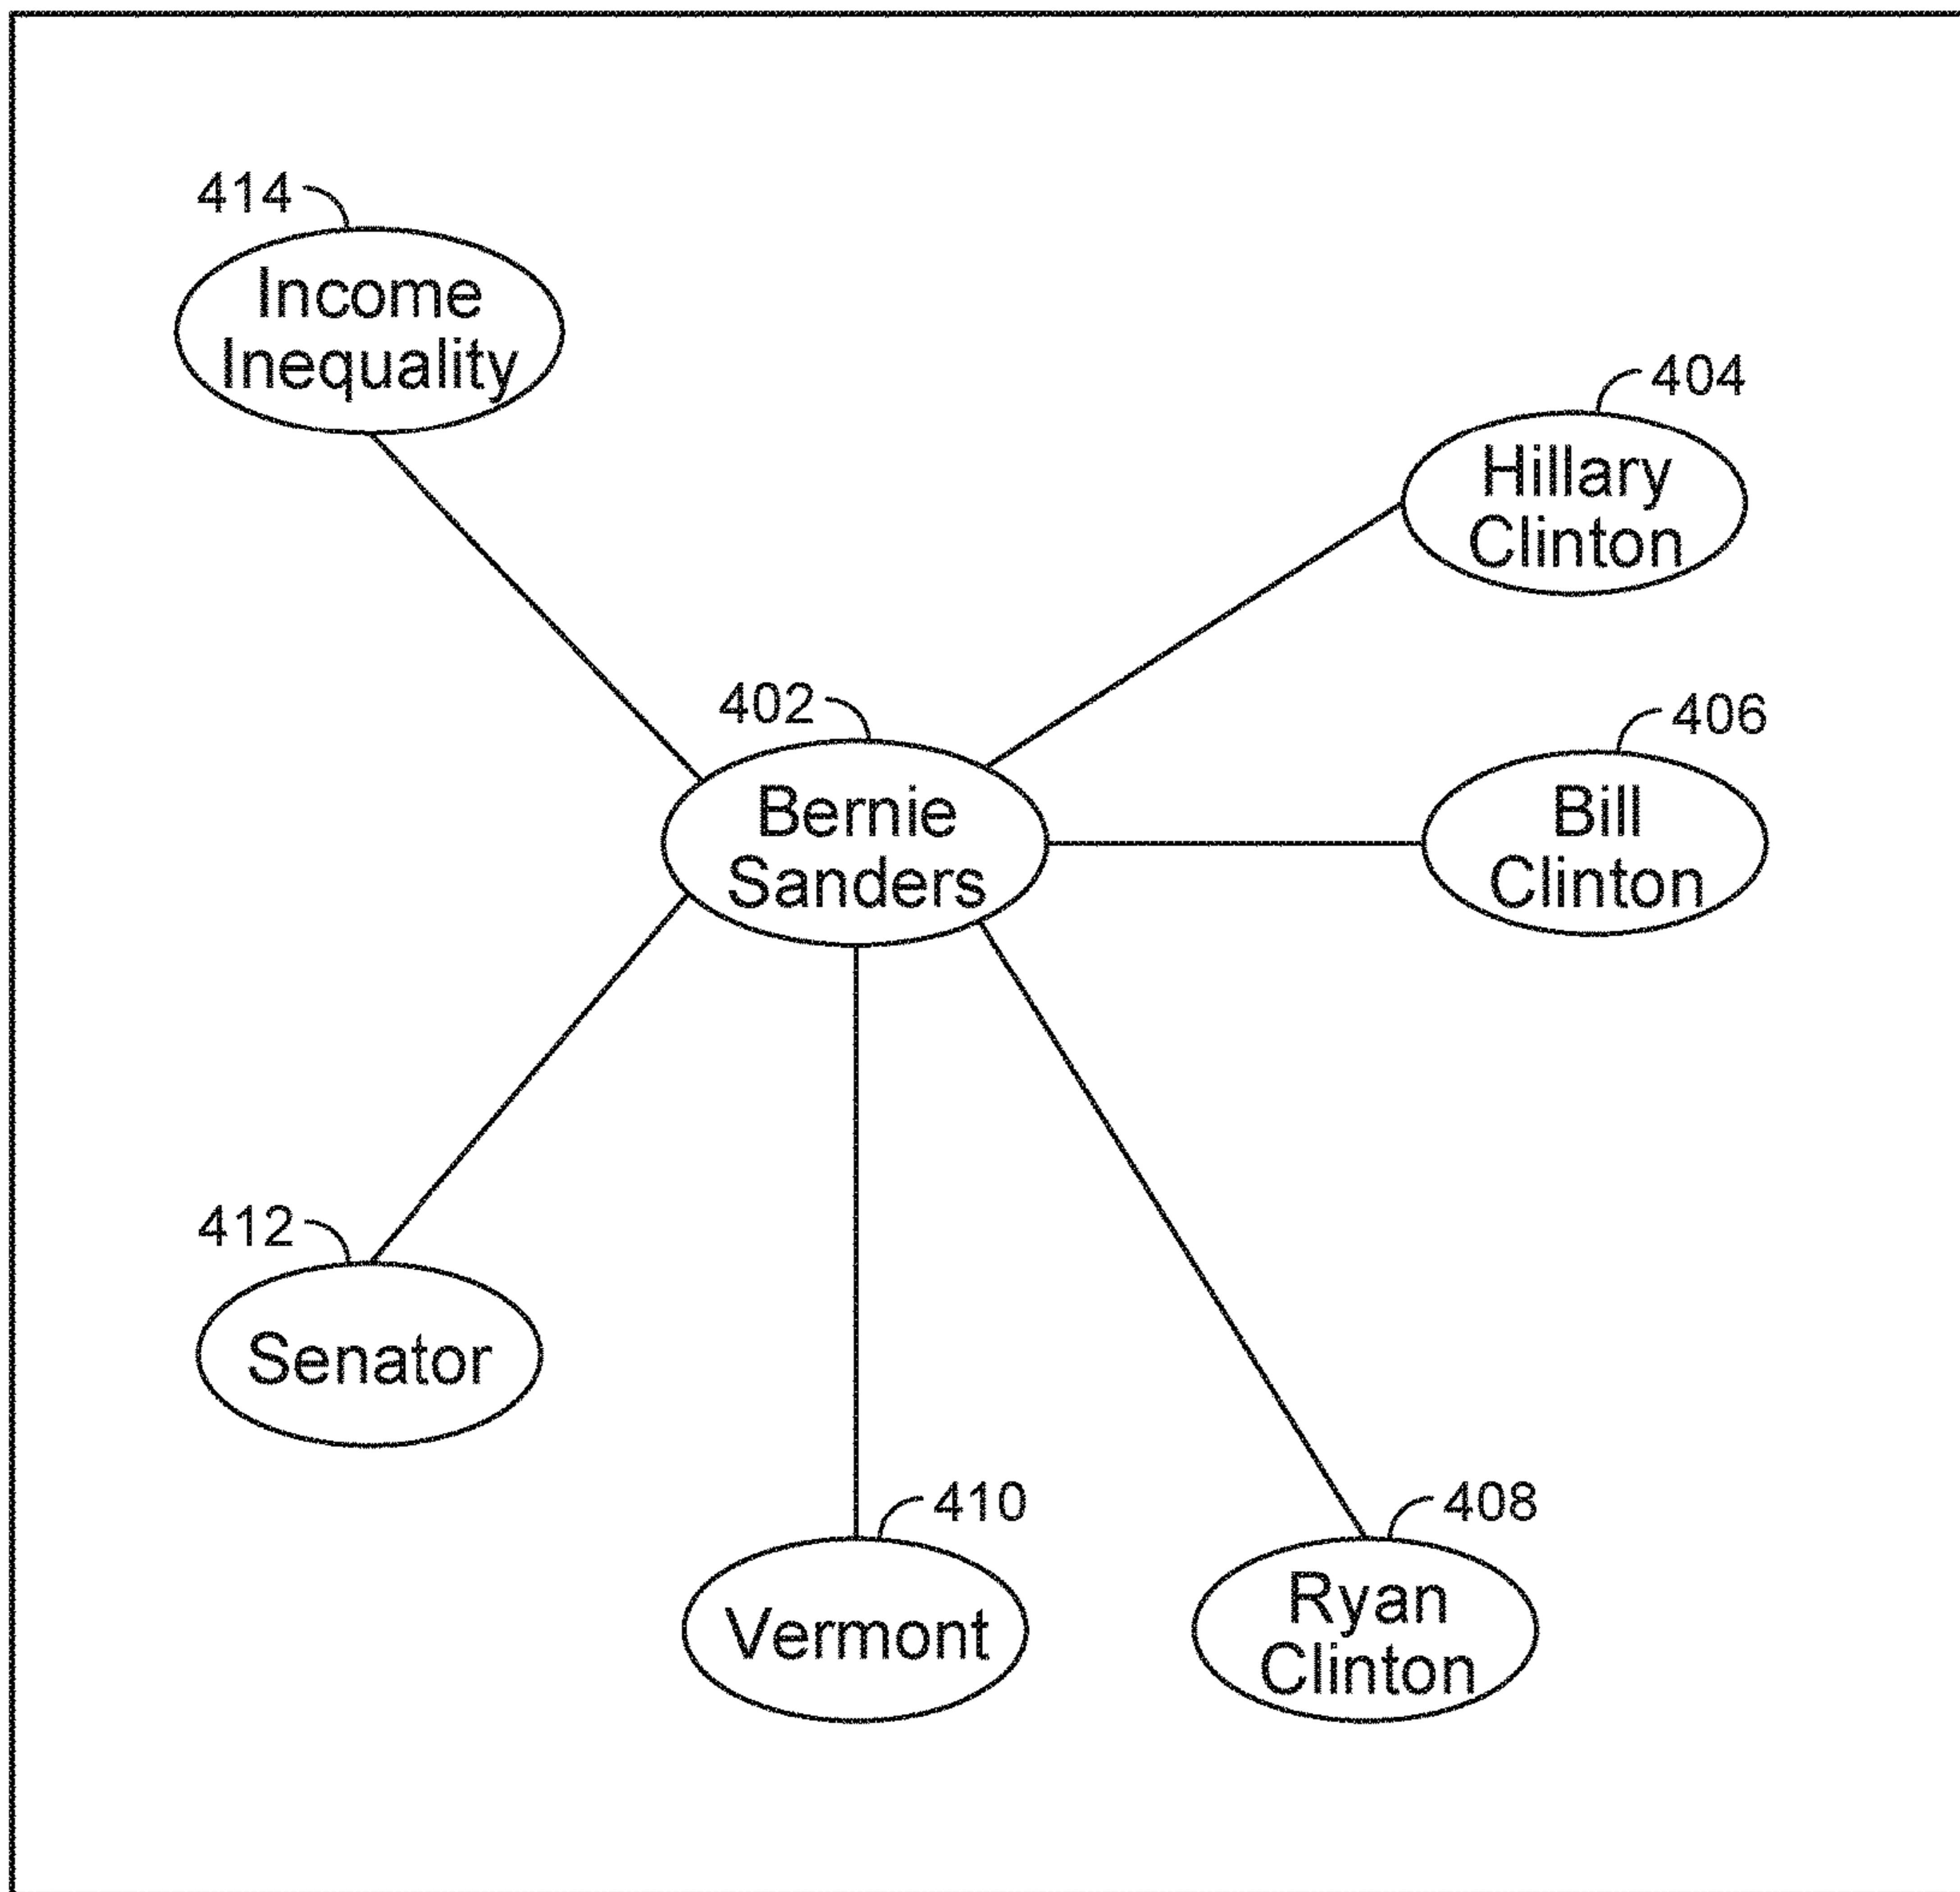 414
Income
Inequality
404
Hillary
Clinton
402
Bernie
Sanders
406
Bill
Clinton
412
Senator
410
Vermont
408
Ryan
Clinton